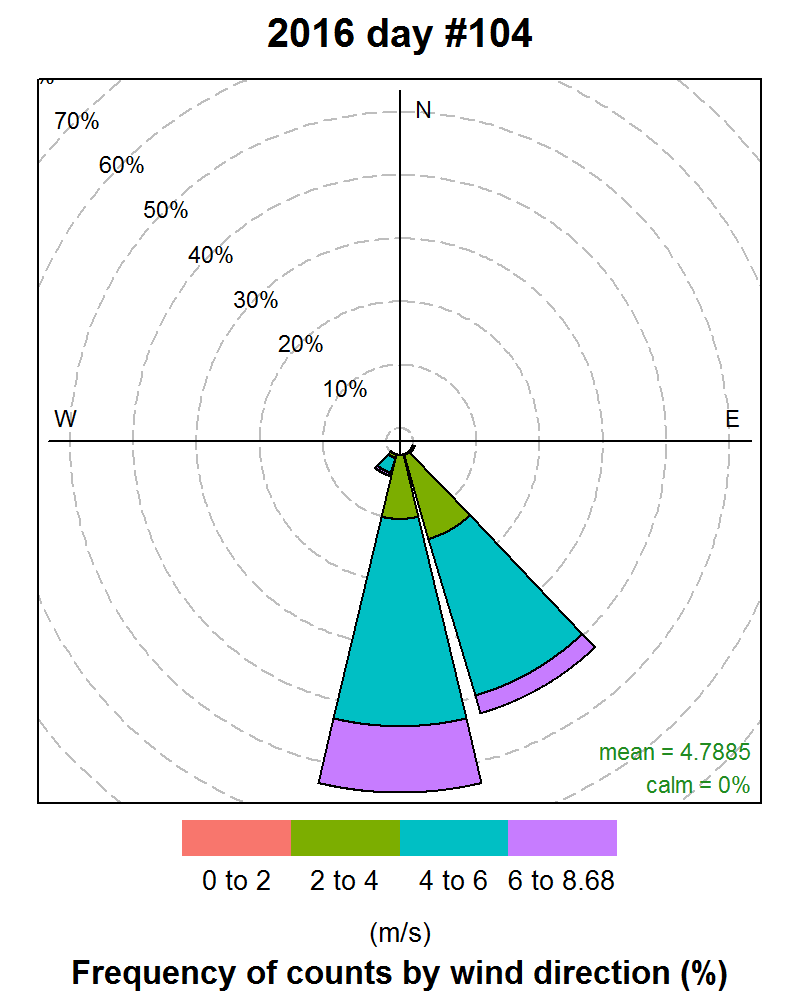 2016 day #104
70%
N
60%
50%
40%
30%
20%
10%
W
E
mean = 4.7885
calm = 0%
0 to 2
2 to 4
4 to 6
6 to 8.68
(m/s)
Frequency of counts by wind direction (%)